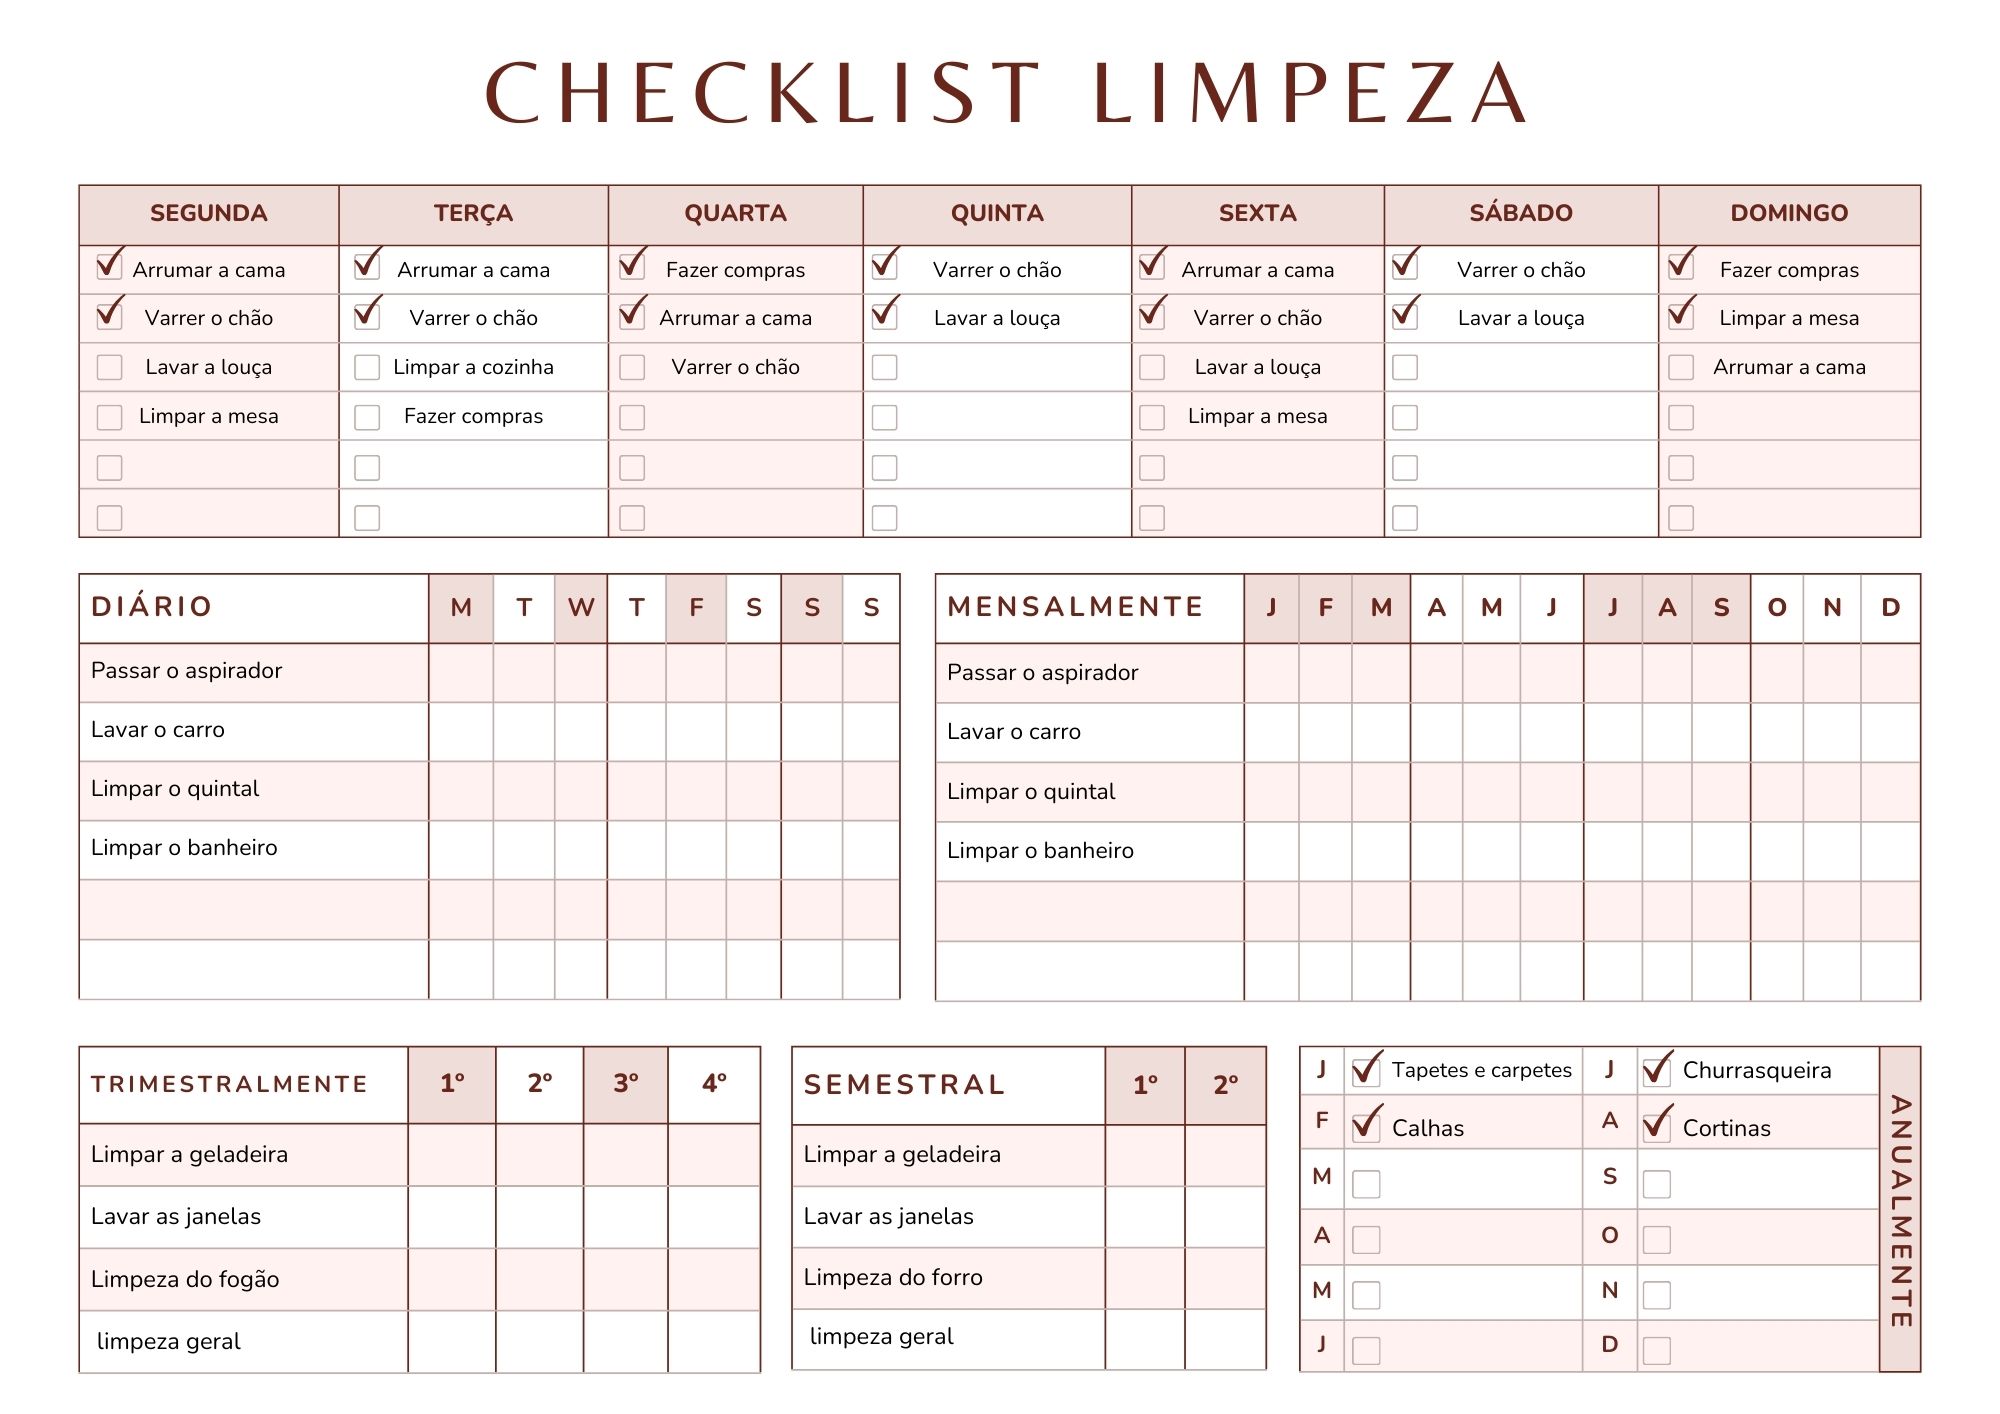 CHECKLIST LIMPEZA
SEGUNDA TERÇA QUARTA QUINTA SEXTA SÁBADO DOMINGO
Arrumar a cama Arrumar a cama Fazer compras Varrer o chão Arrumar a cama Varrer o chão Fazer compras
Varrer o chão Varrer o chão Arrumar a cama Lavar a louça Varrer o chão Lavar a louça Limpar a mesa
Lavar a louça Limpar a cozinha Varrer o chão Lavar a louça Arrumar a cama
Limpar a mesa Fazer compras Limpar a mesa
DIÁRIO M T W T F S S S
Passar o aspirador
Lavar o carro
Limpar o quintal
Limpar o banheiro
MENSALMENTE J F M A M J J A S O N D
Passar o aspirador
Lavar o carro
Limpar o quintal
Limpar o banheiro
TRIMESTRALMENTE 1º 2º 3º 4º
Limpar a geladeira
Lavar as janelas
Limpeza do fogão
limpeza geral
SEMESTRAL 1º 2º
Limpar a geladeira
Lavar as janelas
Limpeza do forro
limpeza geral
J Tapetes e carpetes J Churrasqueira
F Calhas A Cortinas
M S
A O
M N
J D
ANUALMENTE